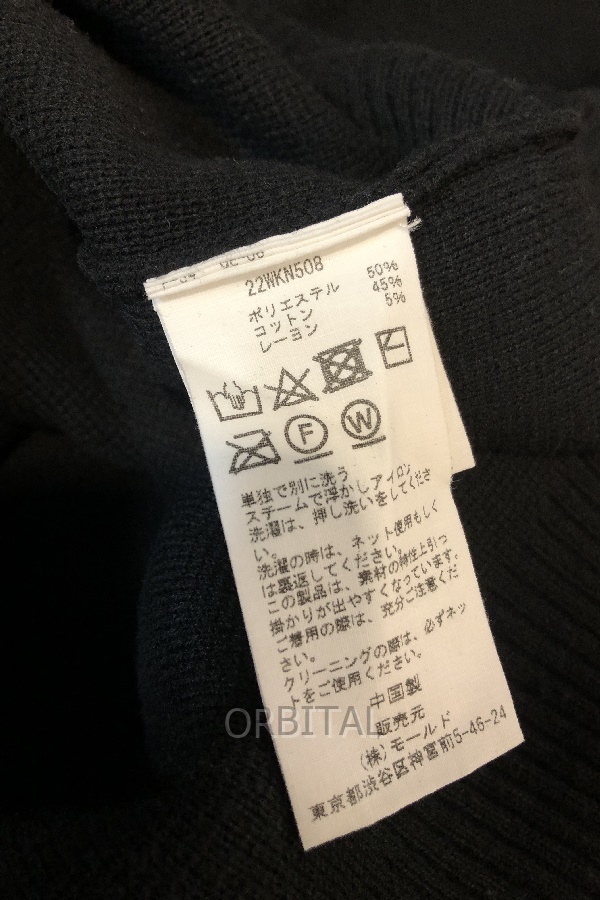 22WKN508
ポリエステル 50%
コットン 45%
レーヨン 5%
F W
単独で別に洗う
スチームで浮かしアイロン
洗濯は、押し洗いをしてくださ
い。
洗濯の時は、ネット使用もしく
は裏返してください。
この製品は、素材の特性上引っ
掛かりが出やすくなっています。
ご着用の際は、充分ご注意くだ
さい。
クリーニングの際は、必ずネッ
トをご使用ください。
中国製
販売元
(株)モールド
東京都渋谷区神宮前5-46-24
ORBITAL